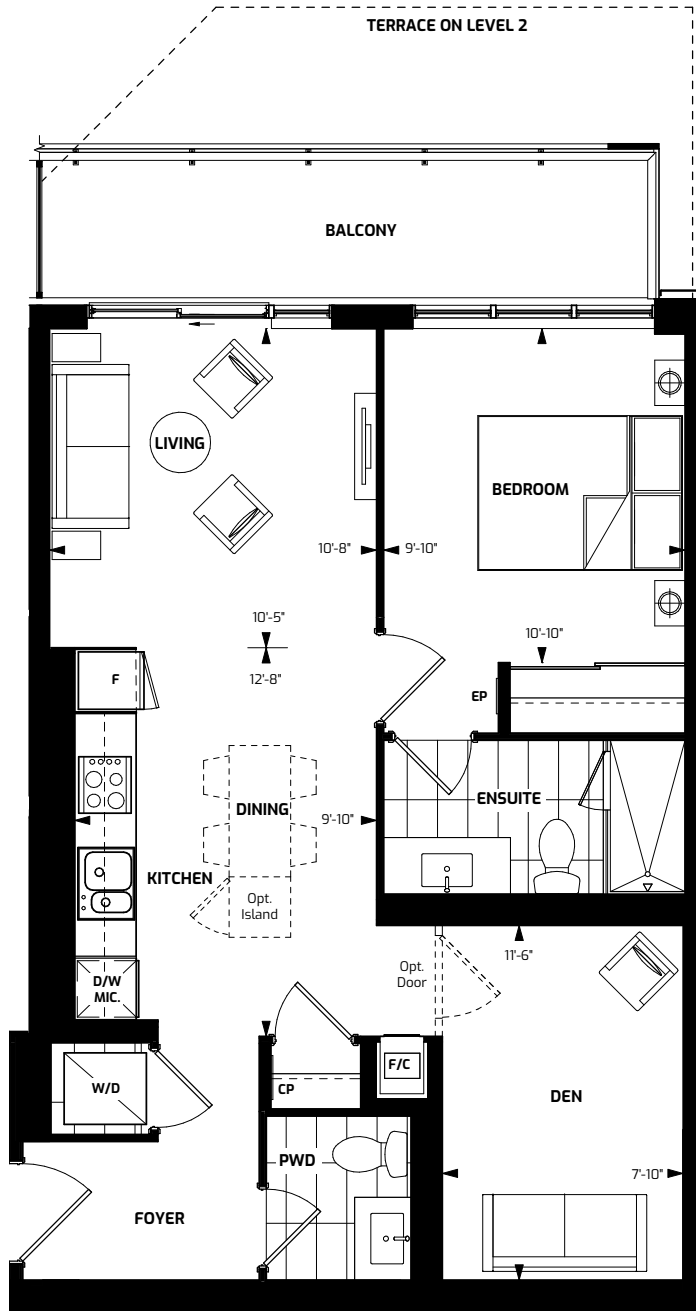 TERRACE ON LEVEL 2
BALCONY
LIVING
BEDROOM
10'-8"
9'-10"
10'-5"
12'-8"
10'-10"
F
EP
ENSUITE
DINING
9'-10"
KITCHEN
Opt.
Island
D/W
MIC.
Opt.
Door
11'-6"
F/C
W/D
CP
DEN
PWD
7'-10"
FOYER